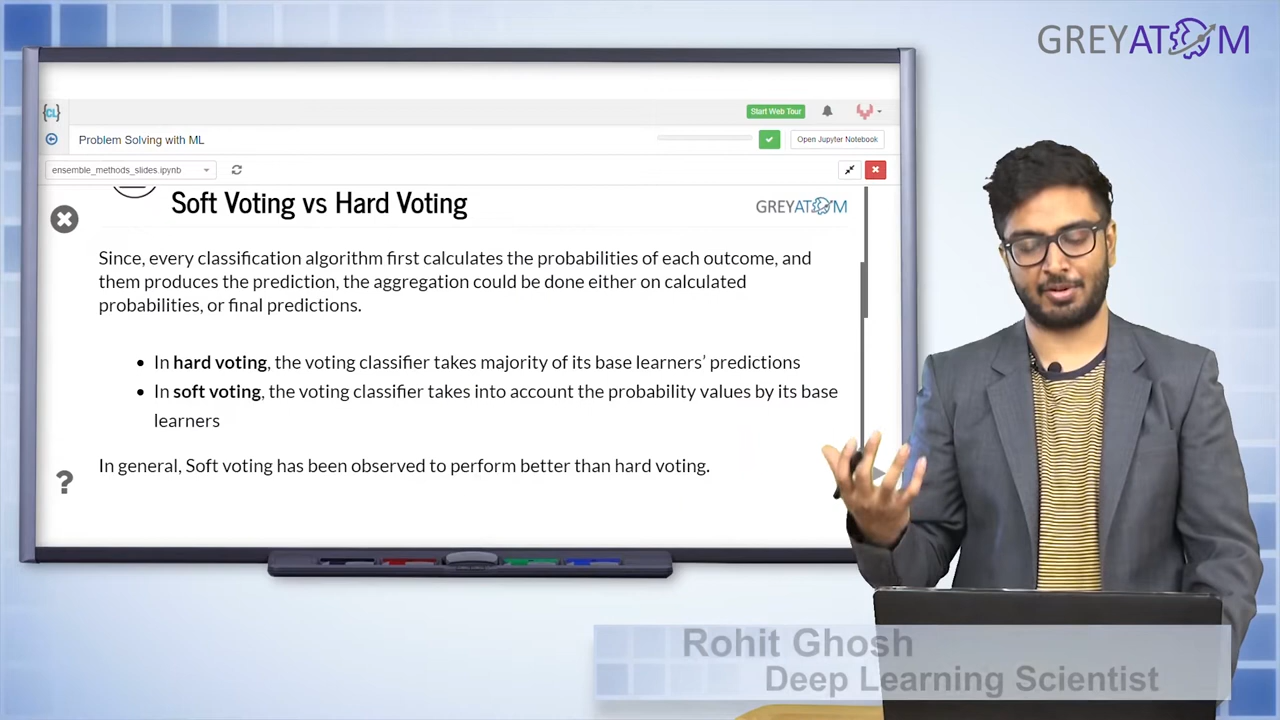 GREYATOM
Start Web Tour
Problem Solving with ML
Open Jupyter Notebook
ensemble_methods_slides.ipynb
Soft Voting vs Hard Voting
GREYATOM
Since, every classification algorithm first calculates the probabilities of each outcome, and
them produces the prediction, the aggregation could be done either on calculated
probabilities, or final predictions.
• In hard voting, the voting classifier takes majority of its base learners' predictions
• In soft voting, the voting classifier takes into account the probability values by its base
learners
In general, Soft voting has been observed to perform better than hard voting.
?
Rohit Ghosh
Deep Learning Scientist